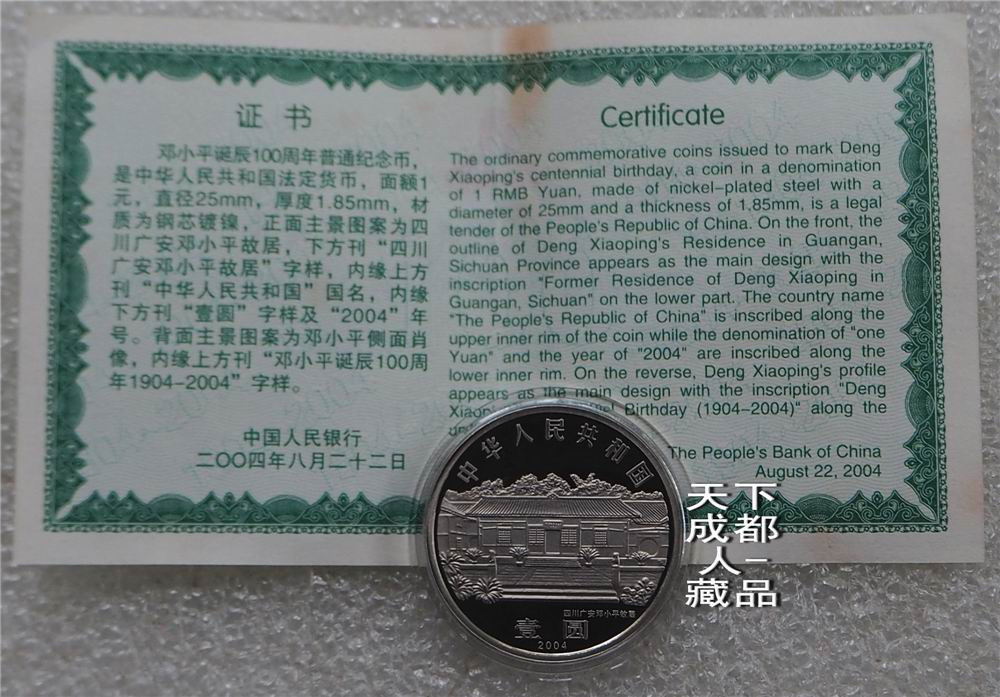 证书
邓小平诞辰100周年普通纪念币，
是中华人民共和国法定货币，面额1
元，直径25mm，厚度1.85mm，材
质为钢芯镀镍，正面主景图案为四
川广安邓小平故居，下方刊“四川
广安邓小平故居”字样，内缘上方
刊“中华人民共和国”国名，内缘
下方刊“壹圆”字样及“2004”年
号。背面主景图案为邓小平侧面肖
像，内缘上方刊“邓小平诞辰100周
年1904-2004”字样。
中国人民银行
二〇〇四年八月二十二日
Certificate
The ordinary commemorative coins issued to mark Deng
Xiaoping's centennial birthday, a coin in a denomination
of 1 RMB Yuan, made of nickel-plated steel with a
diameter of 25mm and a thickness of 1.85mm, is a legal
tender of the People's Republic of China. On the front, the
outline of Deng Xiaoping's Residence in Guangan,
Sichuan Province appears as the main design with the
inscription "Former Residence of Deng Xiaoping in
Guangan, Sichuan" on the lower part. The country name
"The People's Republic of China" is inscribed along the
upper inner rim of the coin while the denomination of "one
Yuan" and the year of "2004" are inscribed along the
lower inner rim. On the reverse, Deng Xiaoping's profile
appears as the main design with the inscription "Deng
Birthday (1904-2004)" along the
The People's Bank of China
August 22, 2004
中华人民共和国
四川广安邓小平故居
壹圆
2004
天下
成都
人-
藏品